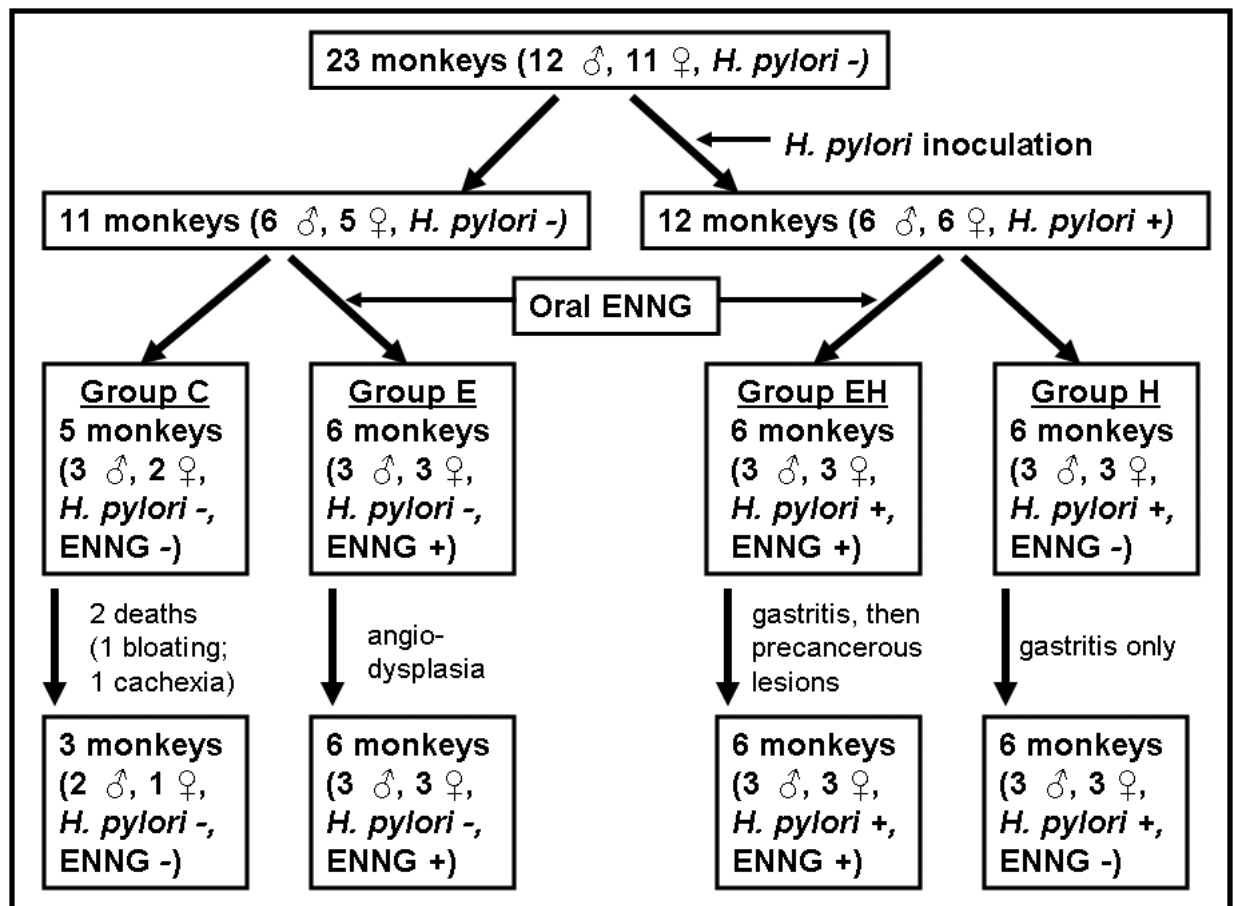 23 monkeys (12 ♂, 11 ♀, H. pylori -)
H. pylori inoculation
11 monkeys (6 ♂, 5 ♀, H. pylori -)
12 monkeys (6 ♂, 6 ♀, H. pylori +)
Oral ENNG
Group C
5 monkeys
(3 ♂, 2 ♀,
H. pylori -,
ENNG -)
Group E
6 monkeys
(3 ♂, 3 ♀,
H. pylori -,
ENNG +)
Group EH
6 monkeys
(3 ♂, 3 ♀,
H. pylori +,
ENNG +)
Group H
6 monkeys
(3 ♂, 3 ♀,
H. pylori +,
ENNG -)
2 deaths
(1 bloating;
1 cachexia)
angio-
dysplasia
gastritis, then
precancerous
lesions
gastritis only
3 monkeys
(2 ♂, 1 ♀,
H. pylori -,
ENNG -)
6 monkeys
(3 ♂, 3 ♀,
H. pylori -,
ENNG +)
6 monkeys
(3 ♂, 3 ♀,
H. pylori +,
ENNG +)
6 monkeys
(3 ♂, 3 ♀,
H. pylori +,
ENNG -)